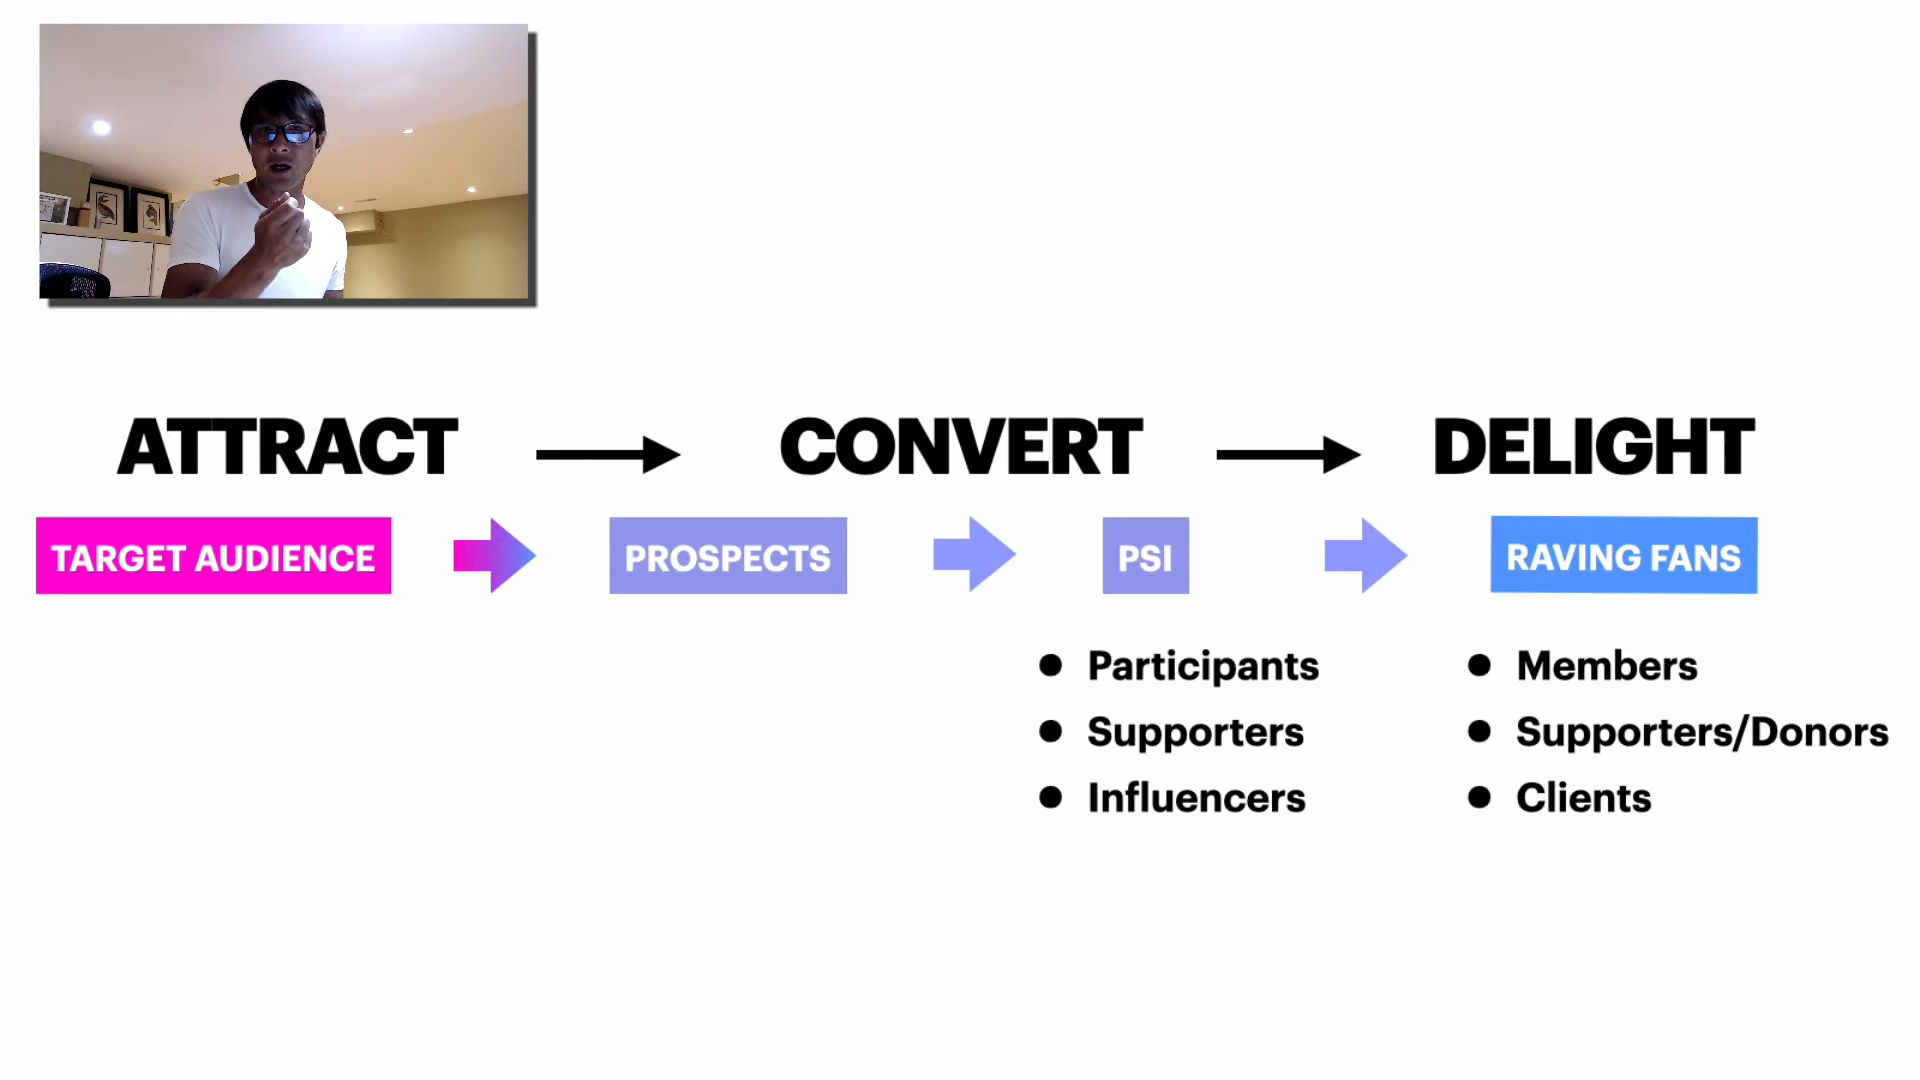 ATTRACT → CONVERT → DELIGHT
TARGET AUDIENCE
PROSPECTS
PSI
RAVING FANS
● Participants
● Supporters
● Influencers
● Members
● Supporters/Donors
● Clients